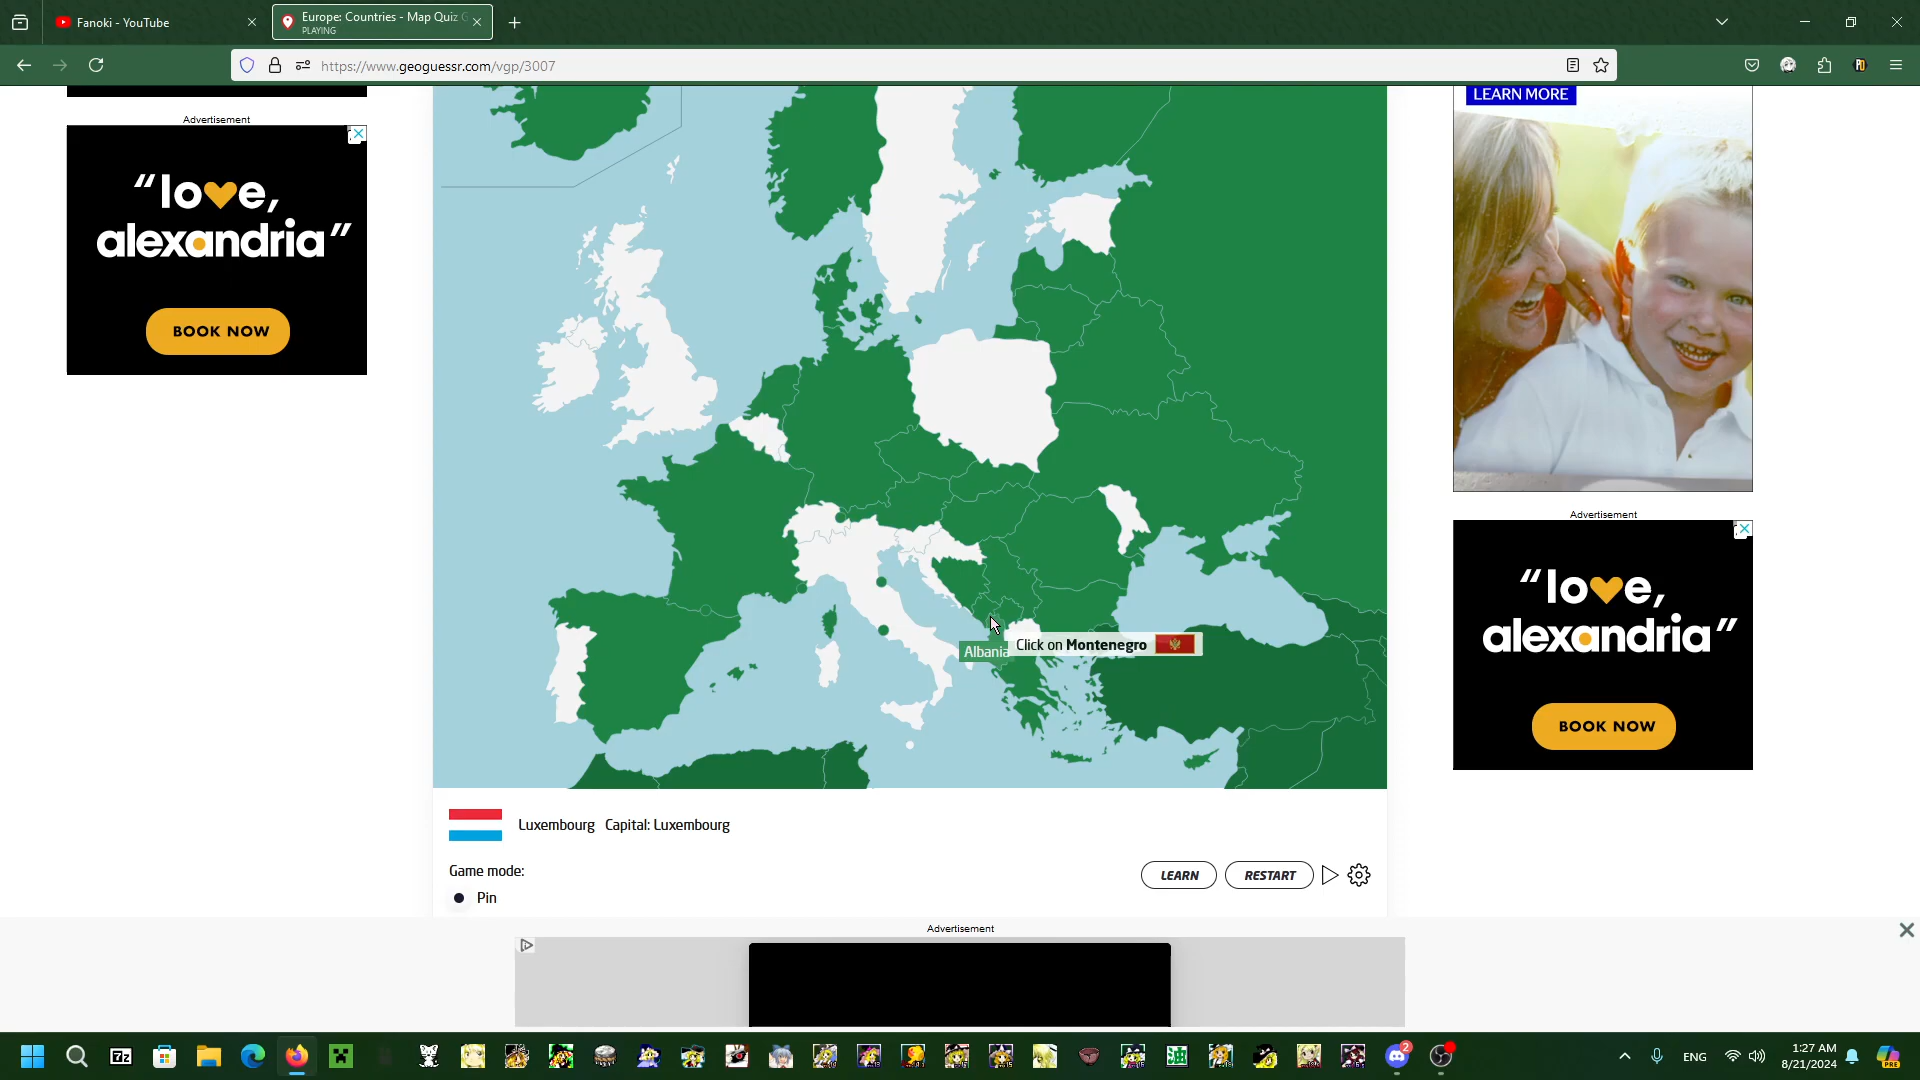 Fanoki - YouTube
Europe: Countries - Map Quiz G
PLAYING
https://www.geoguessr.com/vgp/3007
Advertisement
“love,
alexandria”
BOOK NOW
LEARN MORE
Advertisement
“love,
alexandria”
BOOK NOW
Albania
Click on Montenegro
Luxembourg Capital: Luxembourg
Game mode:
Pin
LEARN
RESTART
Advertisement
ENG
1:27 AM
8/21/2024